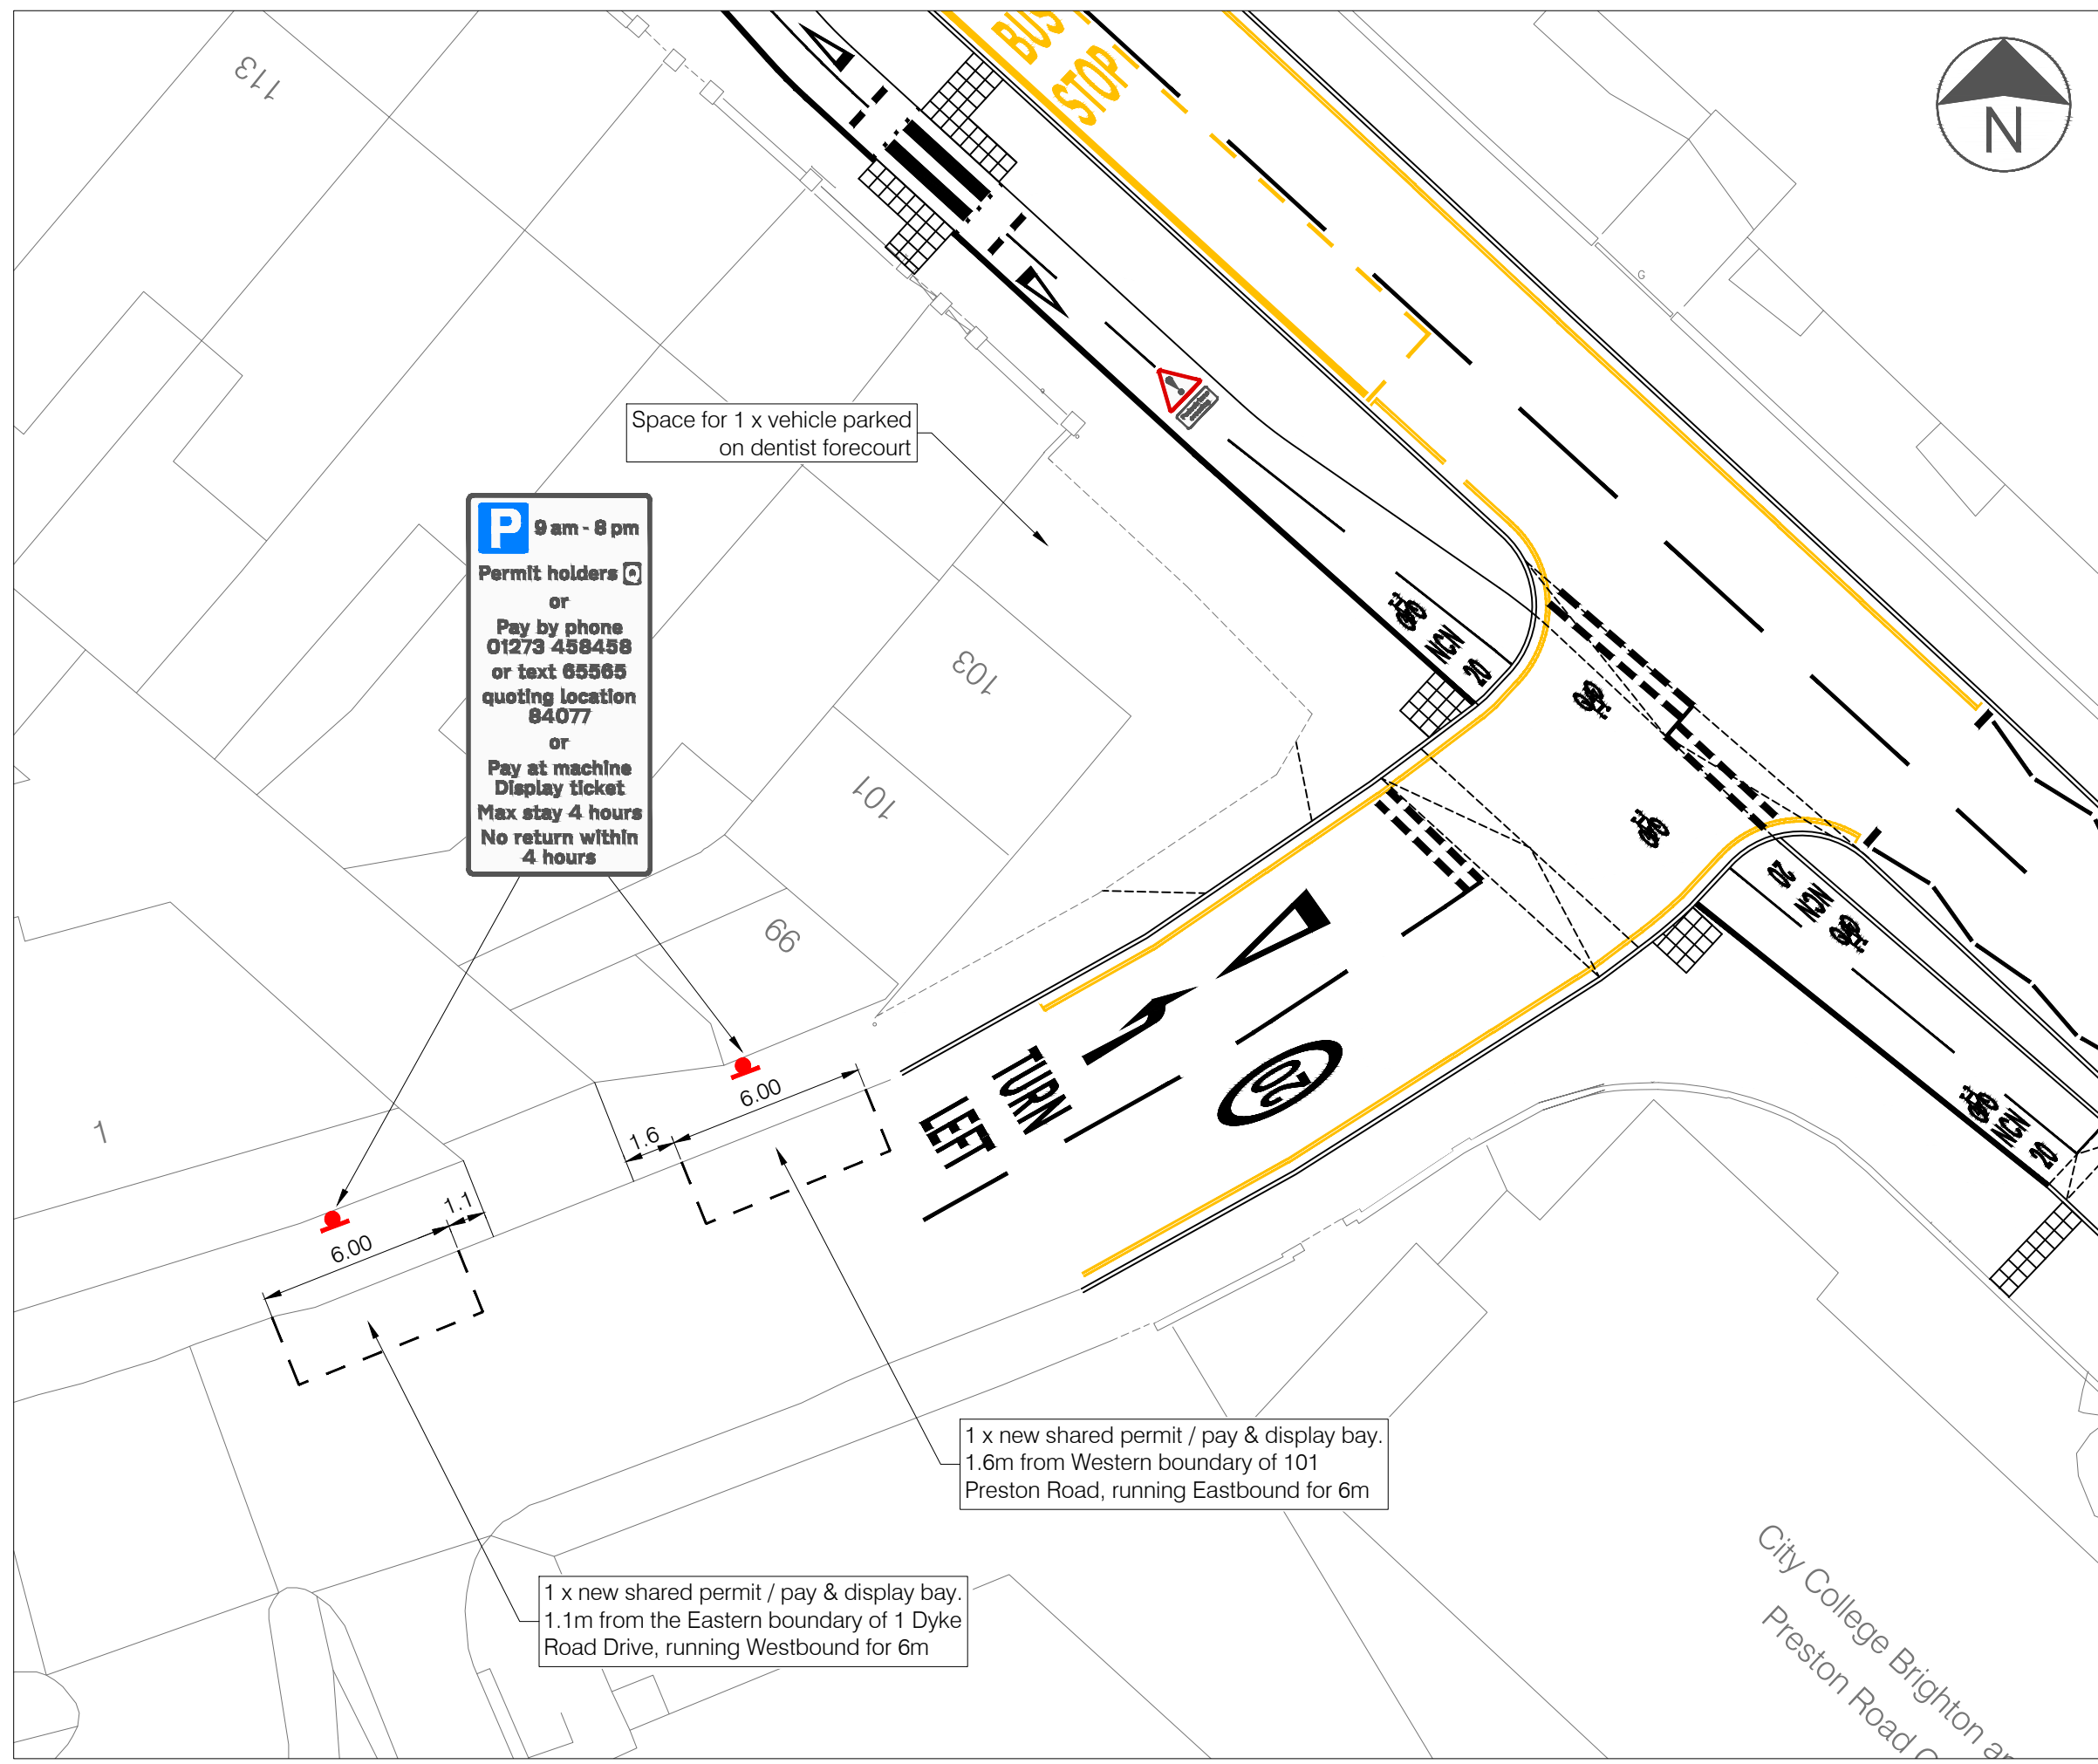 113
BUS
STOP
N
G
Space for 1 x vehicle parked
on dentist forecourt
P 9 am - 8 pm
Permit holders Q
or
Pay by phone
01273 458458
or text 65565
quoting location
84077
or
Pay at machine
Display ticket
Max stay 4 hours
No return within
4 hours
103
101
99
1
NCN
20
20
NCN
NCN
20
TURN
LEFT
20
6.00
1.6
1.1
6.00
1 x new shared permit / pay & display bay.
1.6m from Western boundary of 101
Preston Road, running Eastbound for 6m
1 x new shared permit / pay & display bay.
1.1m from the Eastern boundary of 1 Dyke
Road Drive, running Westbound for 6m
City College Brighton
Preston Road